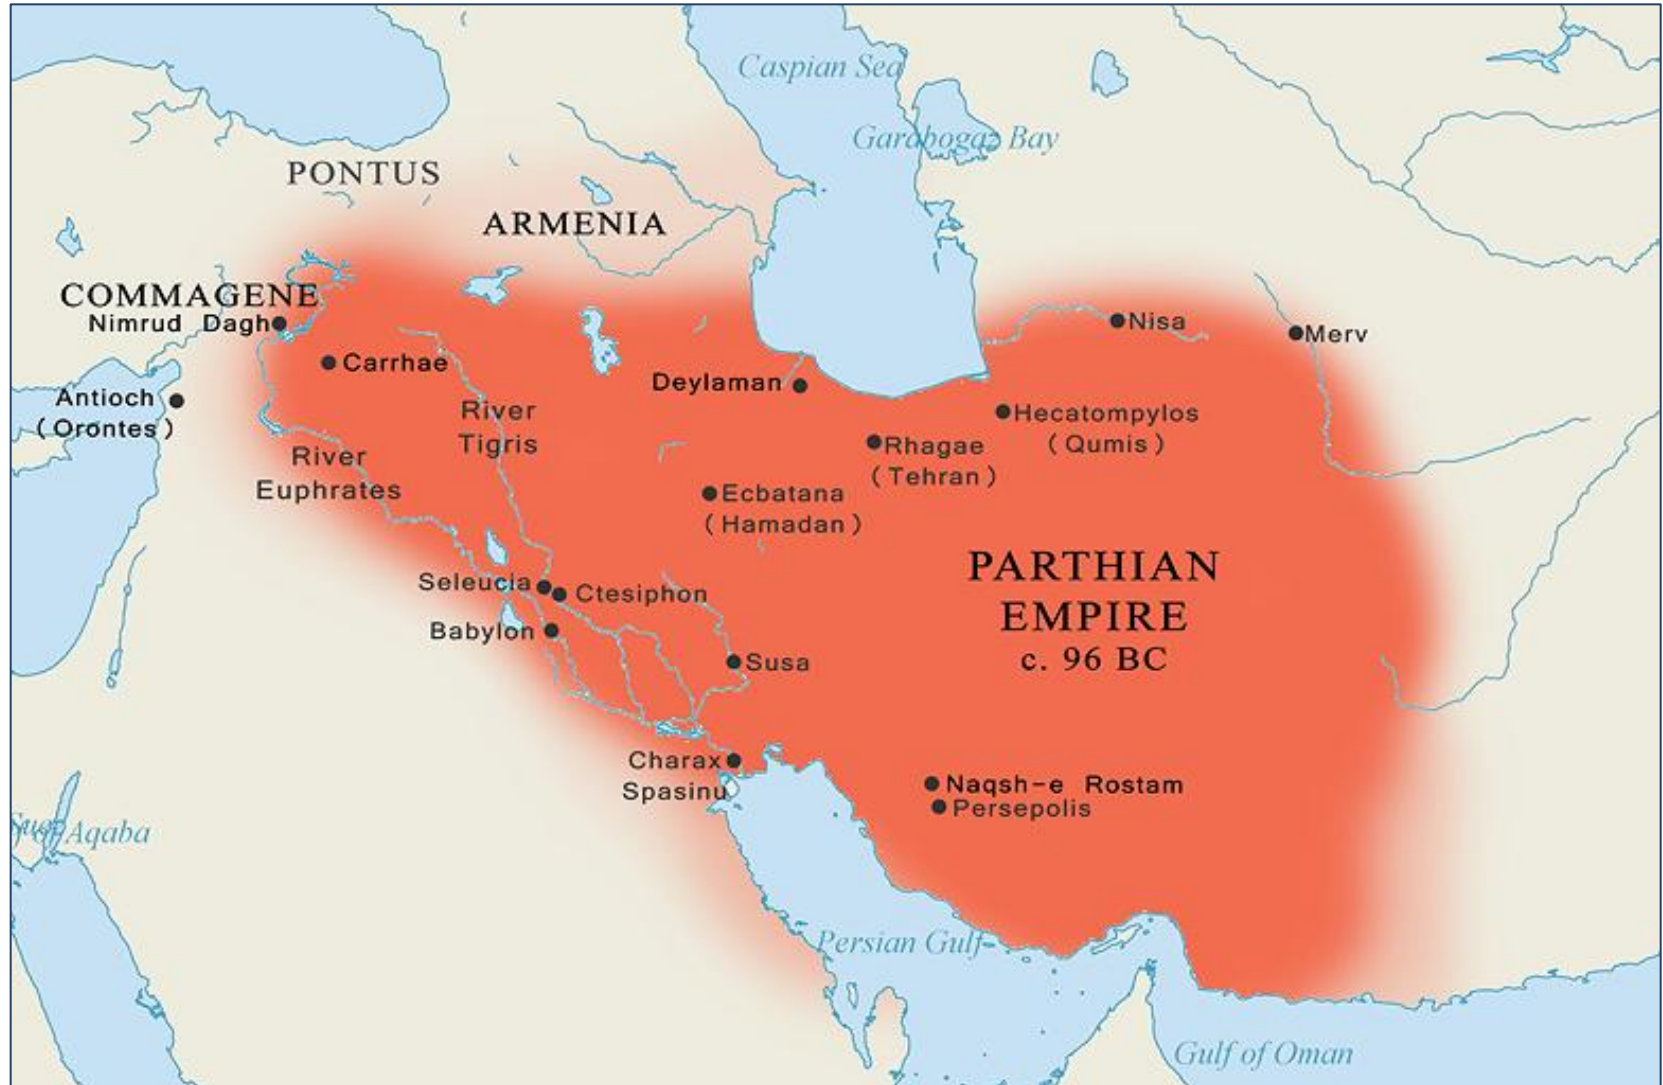 Caspian Sea
Garabogaz Bay
PONTUS
ARMENIA
COMMAGENE
Nimrud Dagh
Nisa
Merv
Carrhae
Deylaman
Antioch
(Orontes)
River
Tigris
Hecatompylos
(Qumis)
Rhagae
(Tehran)
River
Euphrates
Ecbatana
(Hamadan)
PARTHIAN
EMPIRE
c. 96 BC
Seleucia
Ctesiphon
Babylon
Susa
Charax
Spasinu
Naqsh-e Rostam
Persepolis
of Aqaba
Persian Gulf
Gulf of Oman